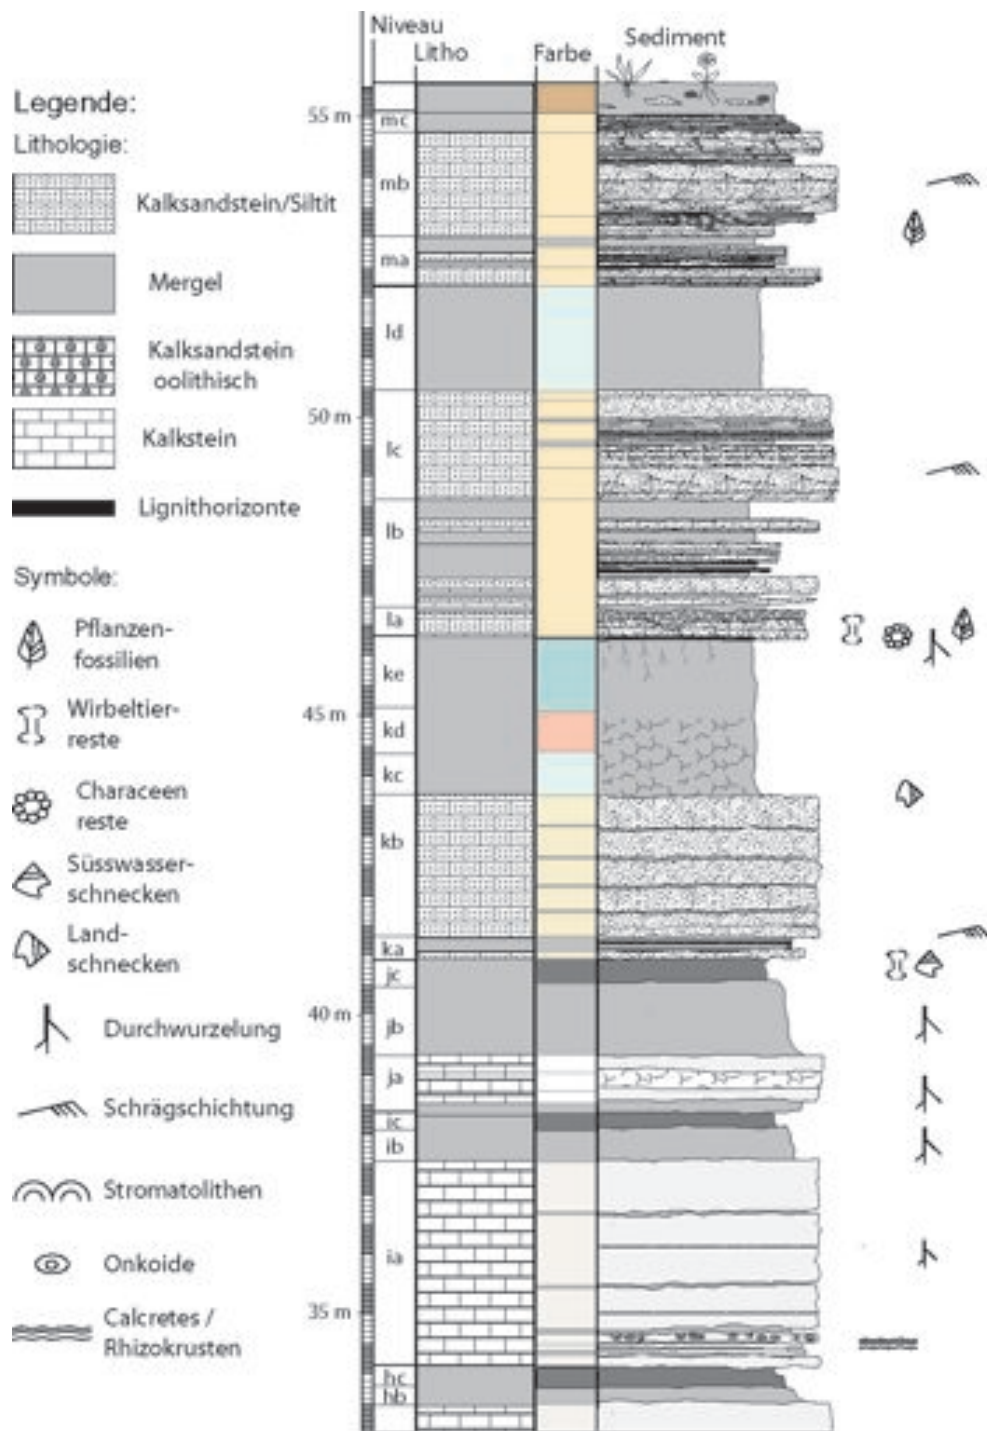 Niveau
Litho
Farbe
Sediment
Legende:
Lithologie:
Kalksandstein/Siltit
Mergel
Kalksandstein
oolithisch
Kalkstein
Lignithorizonte
Symbole:
Pflanzen-
fossilien
Wirbeltier-
reste
Characeen
reste
Süsswasser-
schnecken
Land-
schnecken
Durchwurzelung
Schrägschichtung
Stromatolithen
Onkoide
Calcretes /
Rhizokrusten
55 m
50 m
45 m
40 m
35 m
mc
mb
ma
ld
lc
lb
la
ke
kd
kc
kb
ka
jc
jb
ja
ic
ib
ia
hc
hb